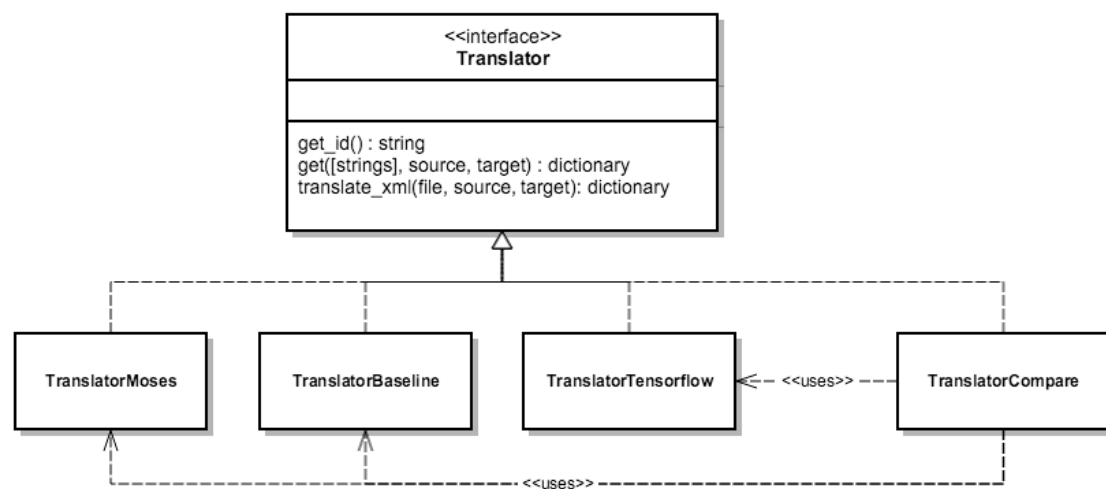 <<interface>>
Translator
get_id() : string
get([strings], source, target) : dictionary
translate_xml(file, source, target): dictionary
TranslatorMoses
TranslatorBaseline
TranslatorTensorflow
<<uses>>
TranslatorCompare
<<uses>>